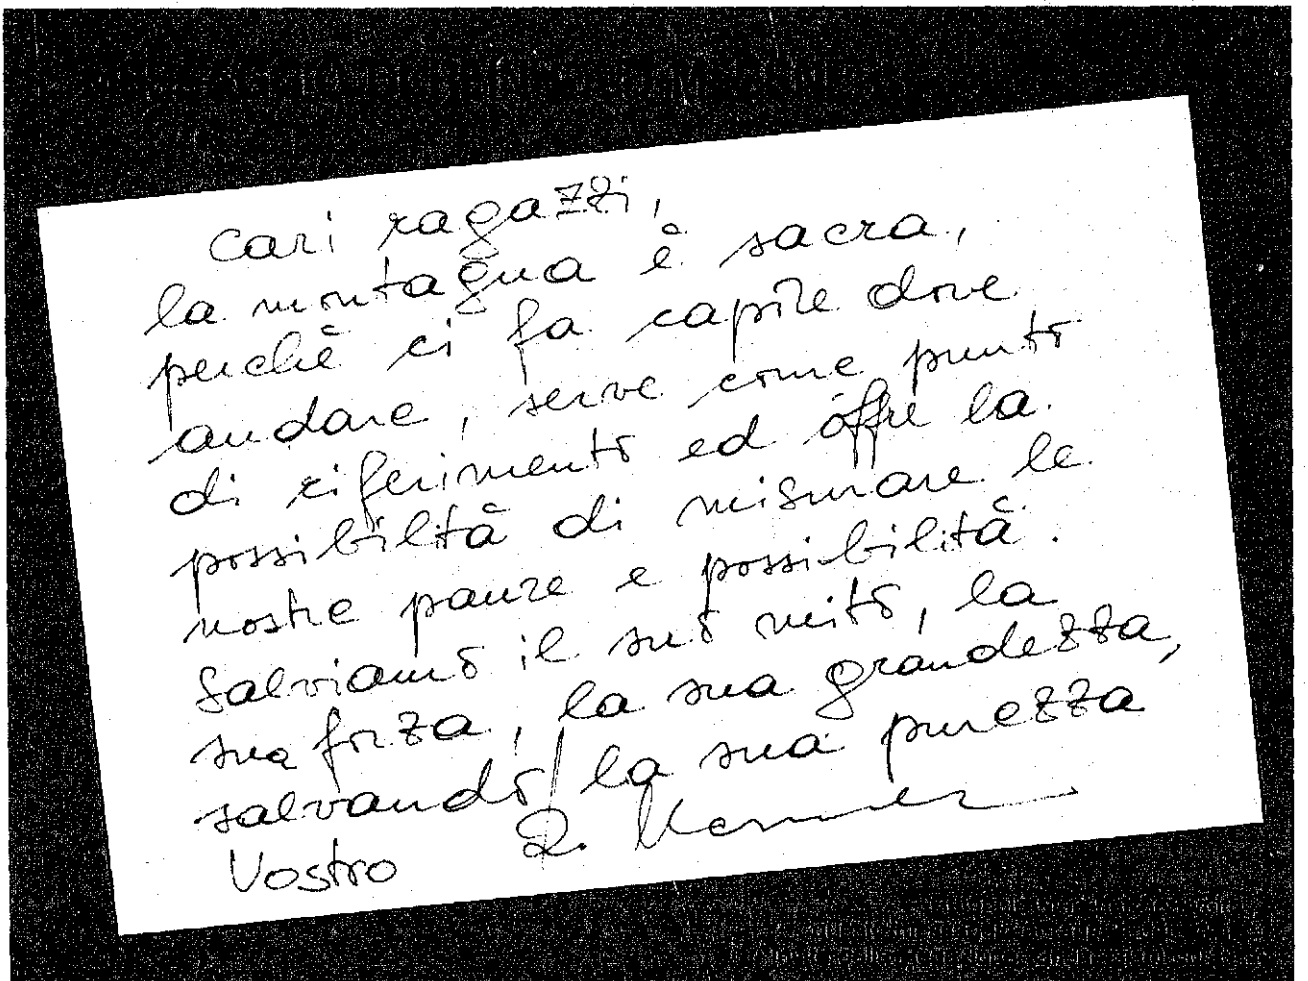 Cari ragazzi,
la montagna è sacra,
perchè ci fa capire dove
andare, serve come punto
di riferimento ed offre la
possibiltà di misurare le
nostre paure e possibilità.
Salviamo il suo mito, la
sua forza, la sua grandezza,
salvando la sua purezza
Vostro R.